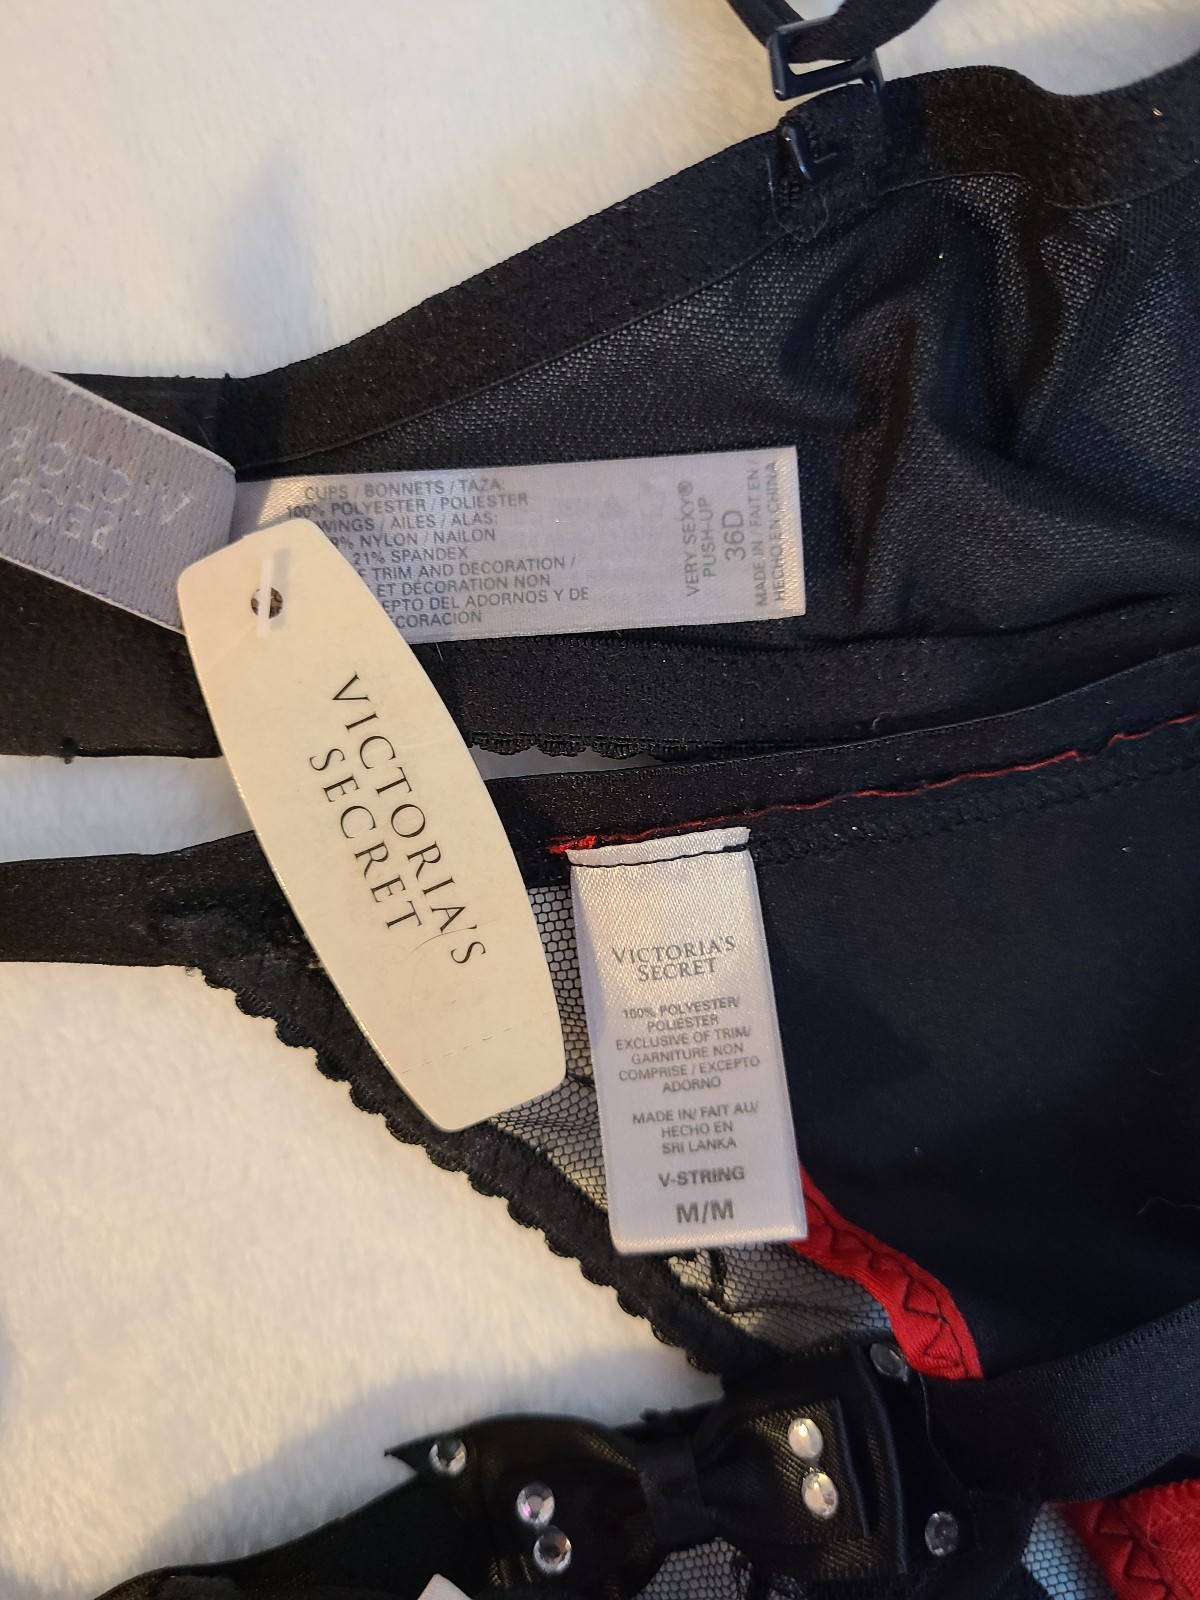 CUPS / BONNETS / TAZA:
100% POLYESTER / POLIESTER
WINGS / AILES / ALAS:
% NYLON / NAILON
21% SPANDEX
TRIM AND DECORATION /
ET DÉCORATION NON
EPTO DEL ADORNOS Y DE
CORACION
VERY SEXY®
PUSH-UP
36D
MADE IN / FAIT EN /
HECHO EN CHINA
VICTORIA'S
SECRET
VICTORIA'S
SECRET
100% POLYESTER/
POLIÉSTER
EXCLUSIVE OF TRIM/
GARNITURE NON
COMPRISE / EXCEPTO
ADORNO
MADE IN/ FAIT AU/
HECHO EN
SRI LANKA
V-STRING
M/M